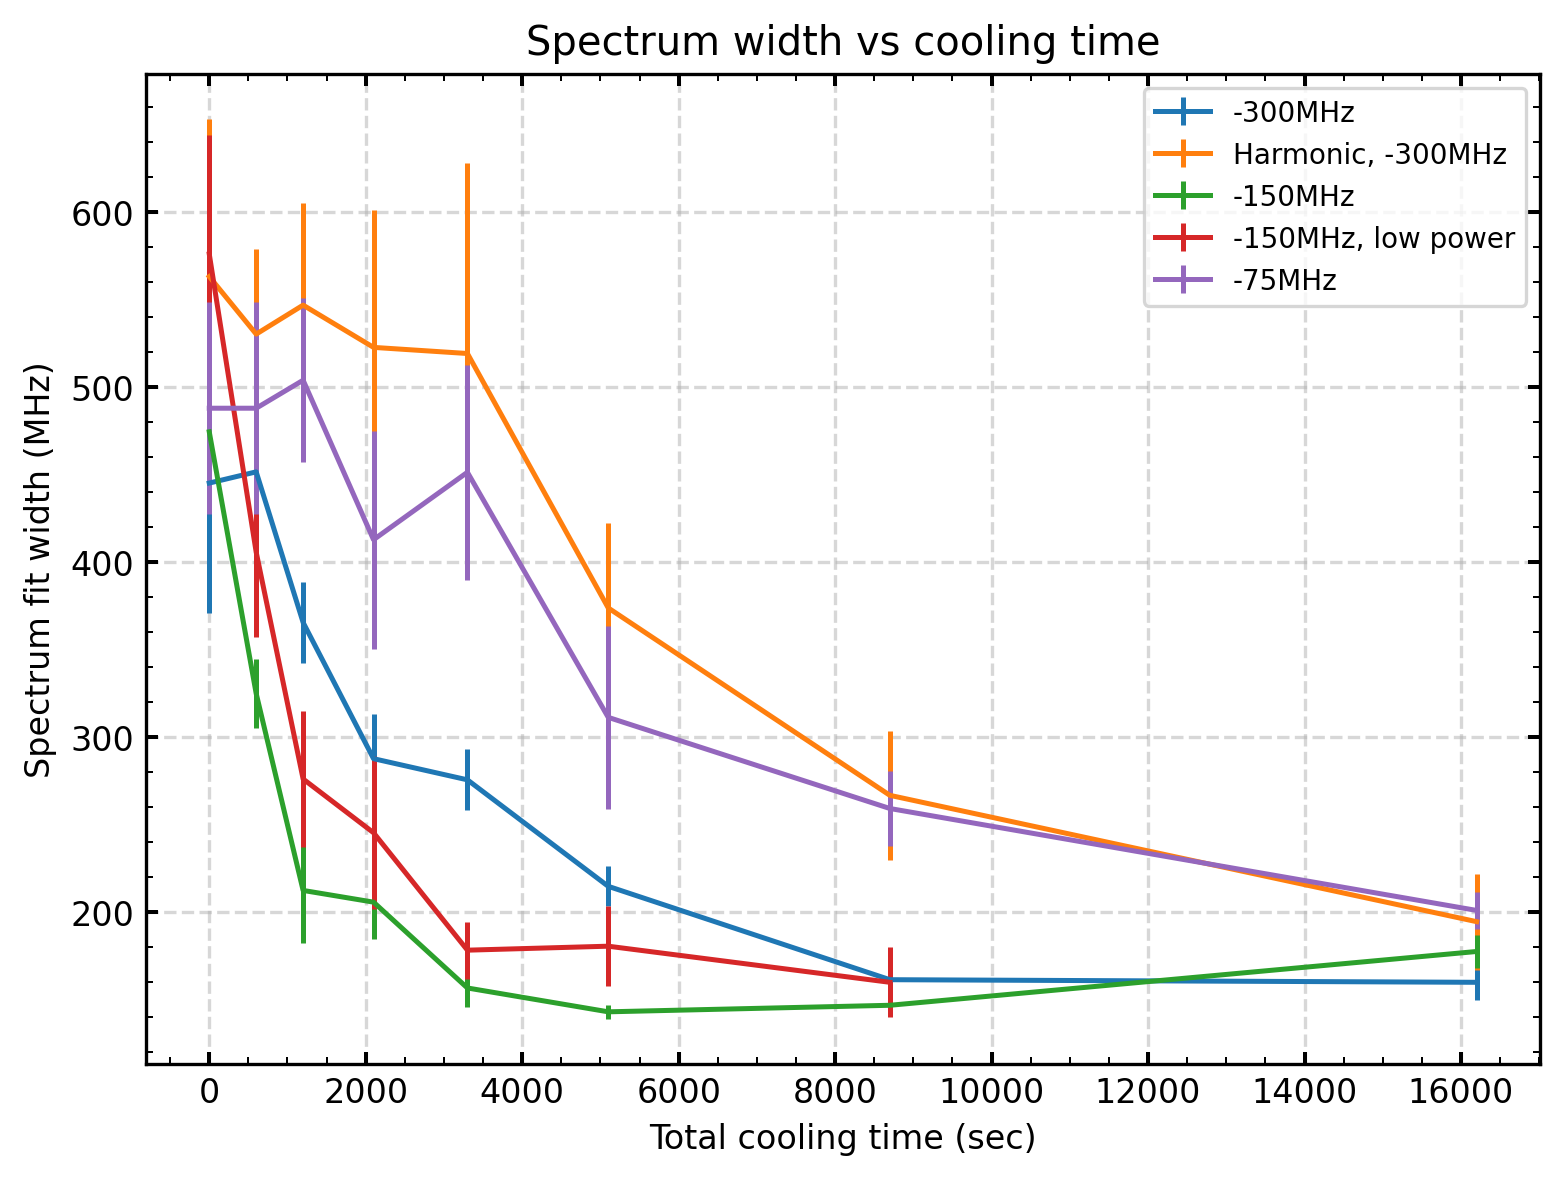 Spectrum width vs cooling time
-300MHz
Harmonic, -300MHz
-150MHz
-150MHz, low power
-75MHz
Spectrum fit width (MHz)
600
500
400
300
200
0 2000 4000 6000 8000 10000 12000 14000 16000
Total cooling time (sec)